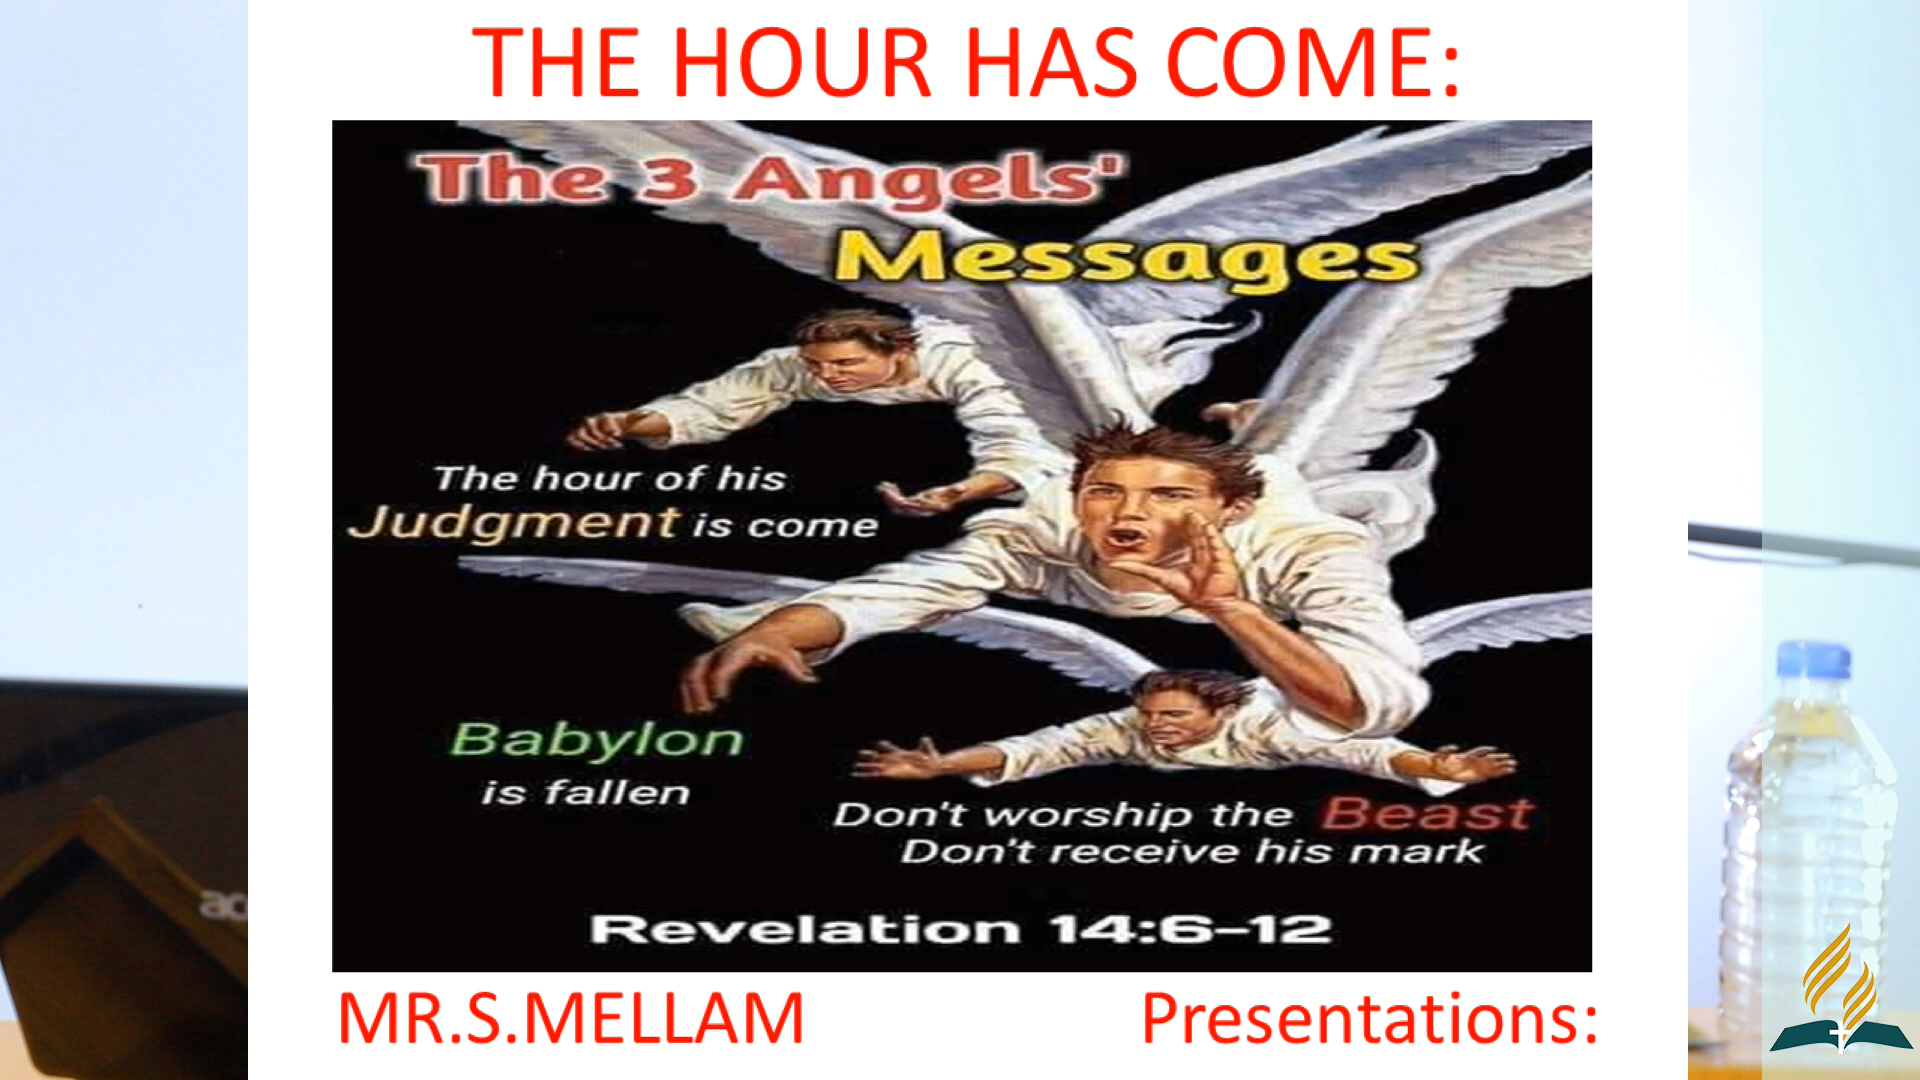 THE HOUR HAS COME:
The 3 Angels'
Messages
The hour of his
Judgment is come
Babylon
is fallen
Don't worship the Beast
Don't receive his mark
Revelation 14:6–12
MR.S.MELLAM Presentations: